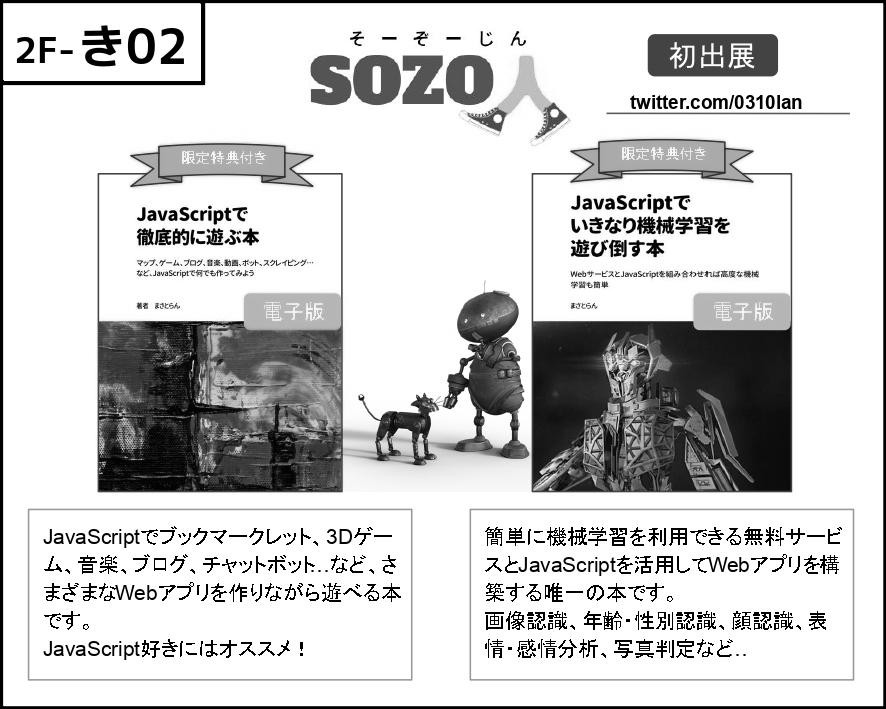 2F-き02
そーぞーじん
SOZO人
初出展
twitter.com/0310lan
限定特典付き
JavaScriptで
徹底的に遊ぶ本
マップ、ゲーム、ブログ、音楽、動画、ボット、スクレイピング…
など、JavaScriptで何でも作ってみよう
著者 まさとらん
電子版
限定特典付き
JavaScriptで
いきなり機械学習を
遊び倒す本
WebサービスとJavaScriptを組み合わせれば高度な機械
学習も簡単
まさとらん
電子版
JavaScriptでブックマークレット、3Dゲー
ム、音楽、ブログ、チャットボット..など、さ
まざまなWebアプリを作りながら遊べる本
です。
JavaScript好きにはオススメ！
簡単に機械学習を利用できる無料サービ
スとJavaScriptを活用してWebアプリを構
築する唯一の本です。
画像認識、年齢・性別認識、顔認識、表
情・感情分析、写真判定など..